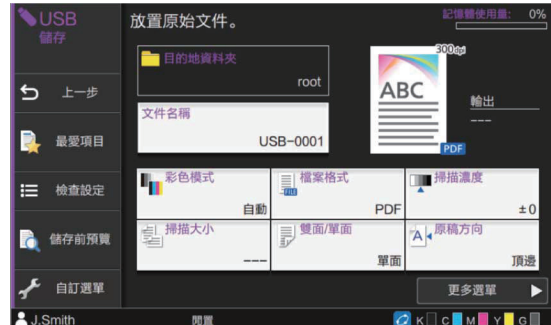 USB
儲存
放置原始文件。
記憶體使用量: 0%
目的地資料夾
root
300dpi
ABC
PDF
輸出
---
文件名稱
USB-0001
上一步
最愛項目
檢查設定
儲存前預覽
自訂選單
彩色模式
自動
檔案格式
FILE
PDF
掃描濃度
±0
掃描大小
---
雙面/單面
單面
A
原稿方向
頂邊
更多選單
J.Smith
閒置
K C M Y G